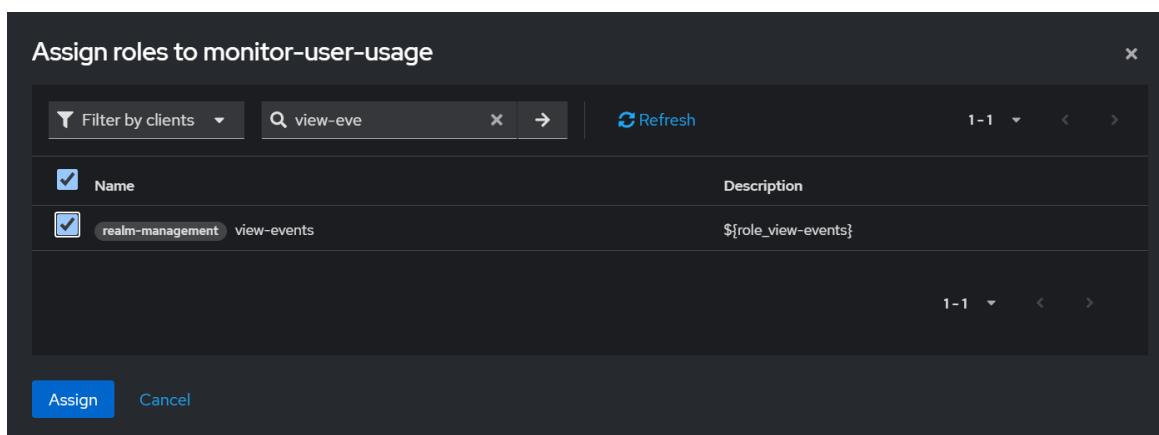 Assign roles to monitor-user-usage
Filter by clients view-eve Refresh 1-1
Name Description
realm-management view-events ${role_view-events}
1-1
Assign Cancel